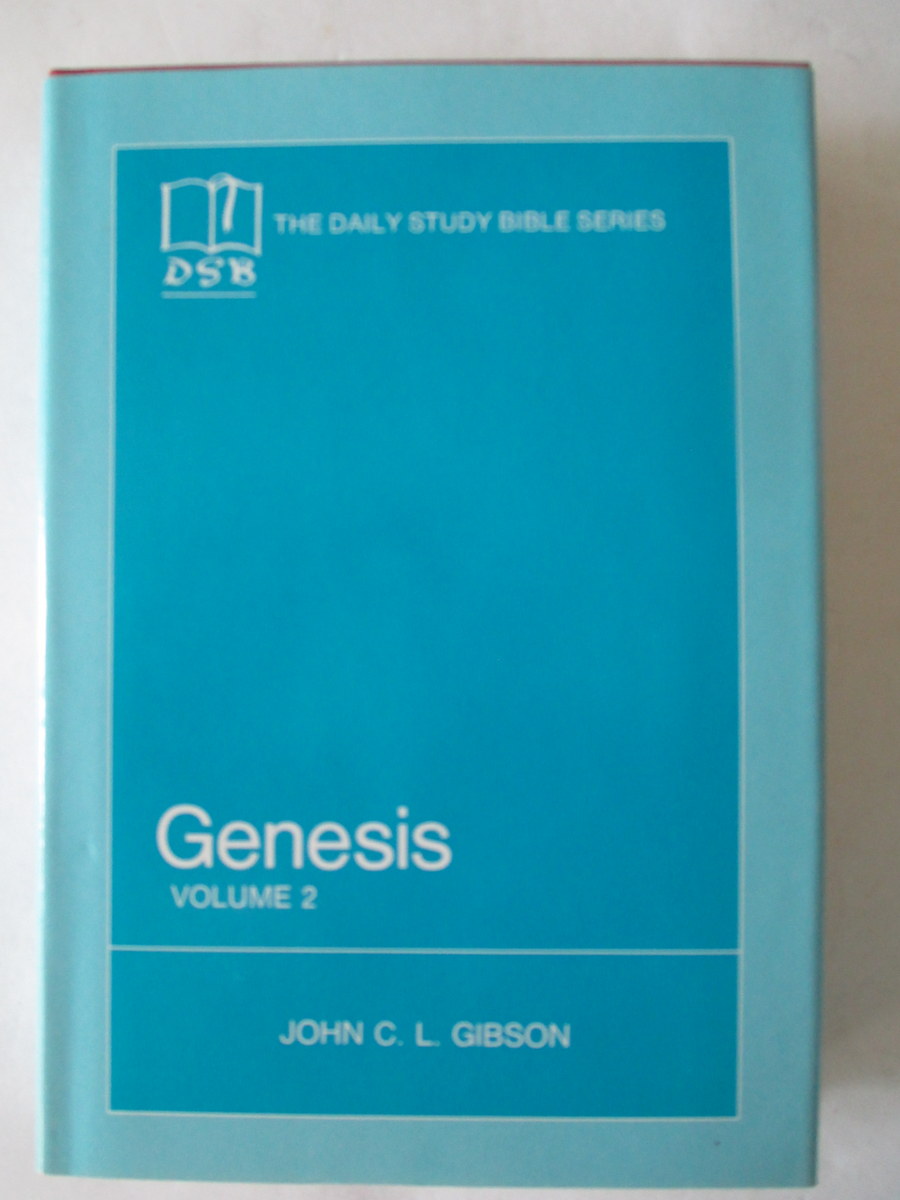 THE DAILY STUDY BIBLE SERIES
DSB
Genesis
VOLUME 2
JOHN C. L. GIBSON